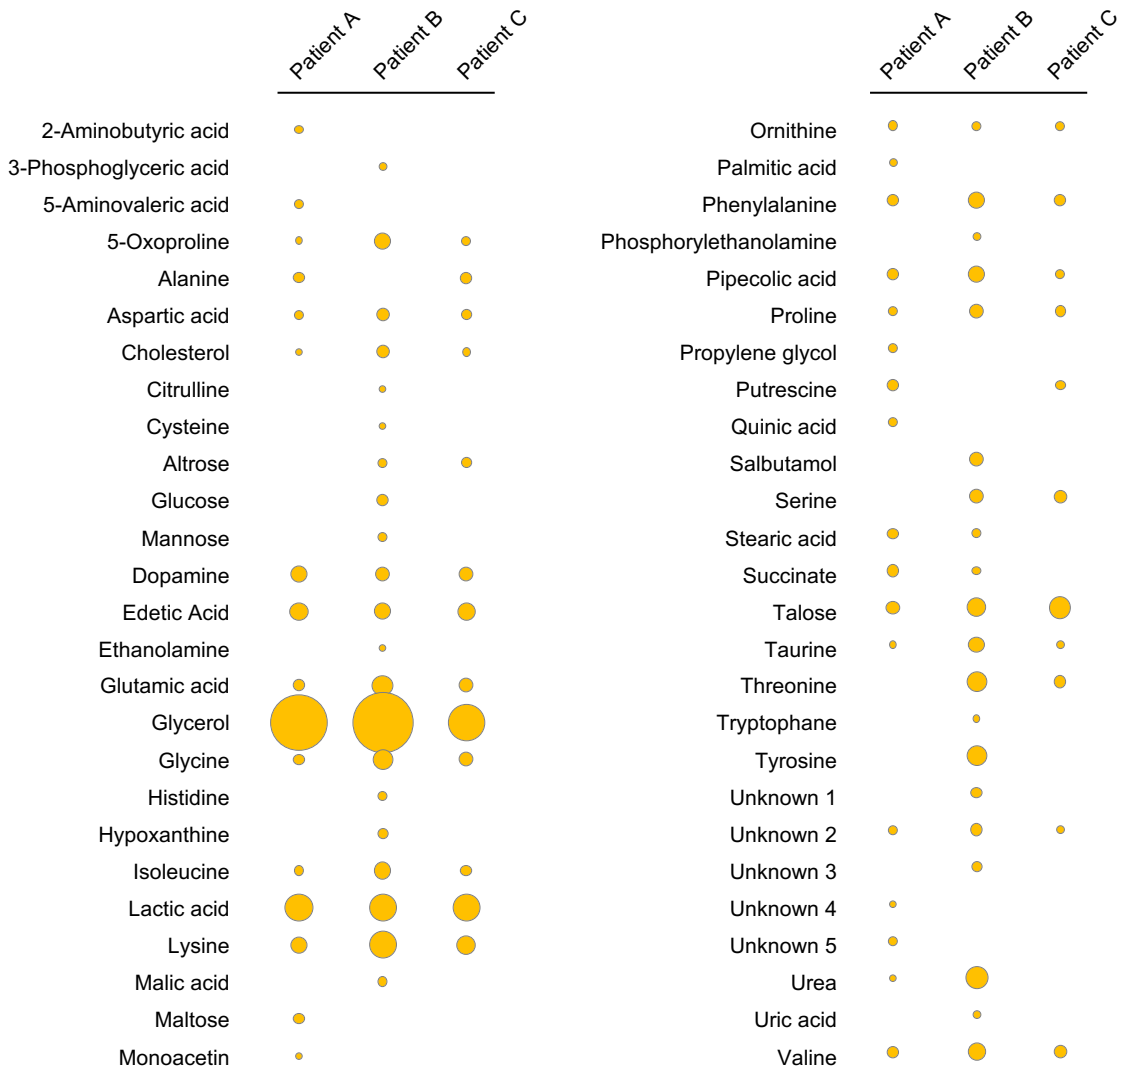 Patient A
Patient B
Patient C
2-Aminobutyric acid
3-Phosphoglyceric acid
5-Aminovaleric acid
5-Oxoproline
Alanine
Aspartic acid
Cholesterol
Citrulline
Cysteine
Altrose
Glucose
Mannose
Dopamine
Edetic Acid
Ethanolamine
Glutamic acid
Glycerol
Glycine
Histidine
Hypoxanthine
Isoleucine
Lactic acid
Lysine
Malic acid
Maltose
Monoacetin
Patient A
Patient B
Patient C
Ornithine
Palmitic acid
Phenylalanine
Phosphorylethanolamine
Pipecolic acid
Proline
Propylene glycol
Putrescine
Quinic acid
Salbutamol
Serine
Stearic acid
Succinate
Talose
Taurine
Threonine
Tryptophane
Tyrosine
Unknown 1
Unknown 2
Unknown 3
Unknown 4
Unknown 5
Urea
Uric acid
Valine